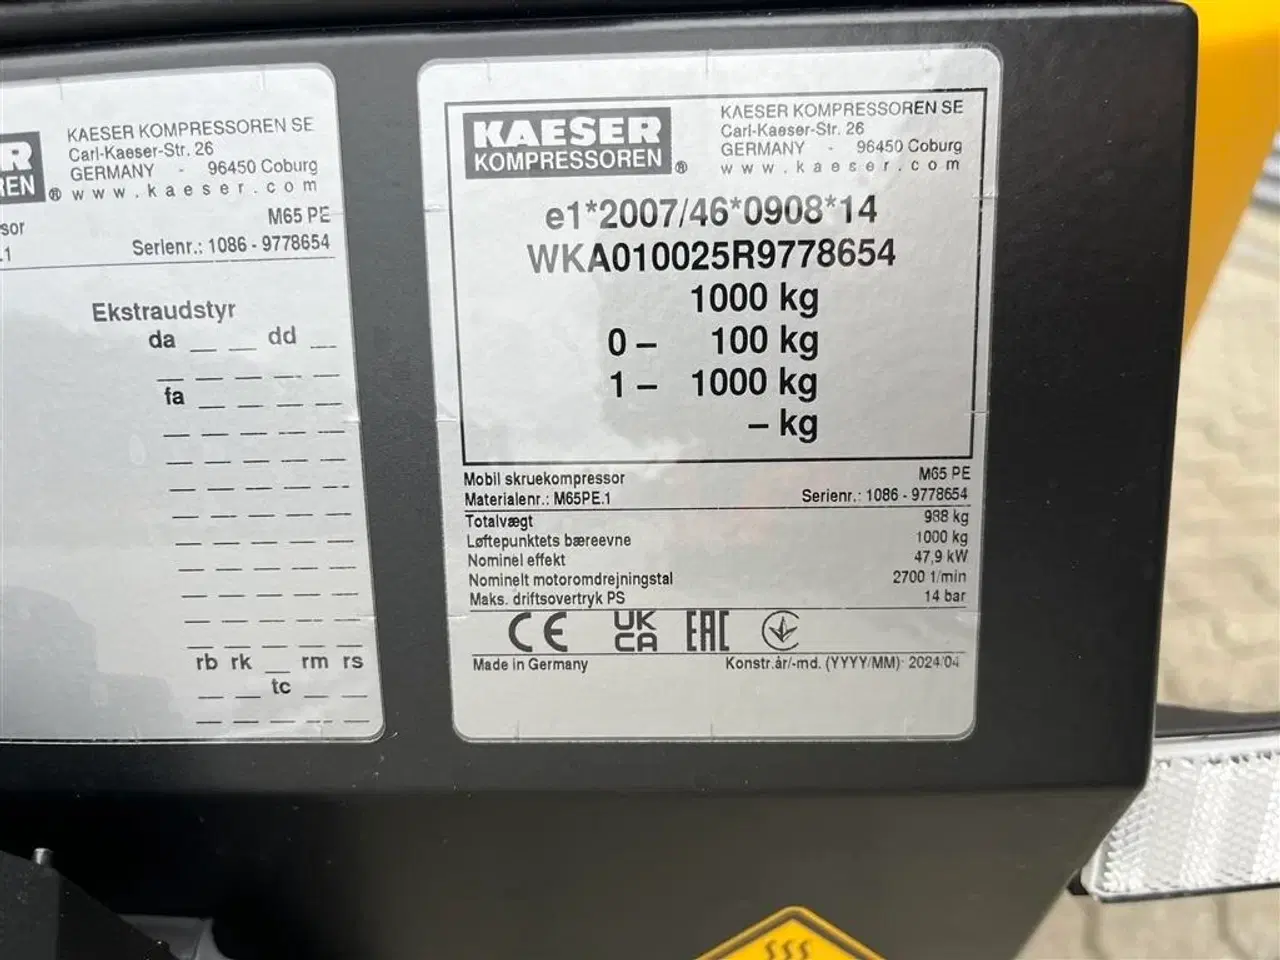 R
EN ®
KAESER KOMPRESSOREN SE
Carl-Kaeser-Str. 26
GERMANY - 96450 Coburg
www.kaeser.com
sor M65 PE
.1 Serienr.: 1086 - 9778654
Ekstraudstyr
da _ _ dd _
_ _ _ _ _
fa _ _ _ _
_ _ _ _ _
_ _ _ _ _
_ _ _ _ _
_ _ _ _ _
_ _ _ _ _
_ _ _ _ _
_ _ _ _ _
_ _ _ _ _
rb rk _ rm rs
_ _ tc _ _
_ _ _ _ _
KAESER
KOMPRESSOREN ®
KAESER KOMPRESSOREN SE
Carl-Kaeser-Str. 26
GERMANY - 96450 Coburg
www.kaeser.com
e1*2007/46*0908*14
WKA010025R9778654
1000 kg
0 – 100 kg
1 – 1000 kg
– kg
Mobil skruekompressor M65 PE
Materialenr.: M65PE.1 Serienr.: 1086 - 9778654
Totalvægt 988 kg
Løftepunktets bæreevne 1000 kg
Nominel effekt 47,9 kW
Nominelt motoromdrejningstal 2700 1/min
Maks. driftsovertryk PS 14 bar
CE UK CA EAC
Made in Germany Konstr.år/-md. (YYYY/MM): 2024/04